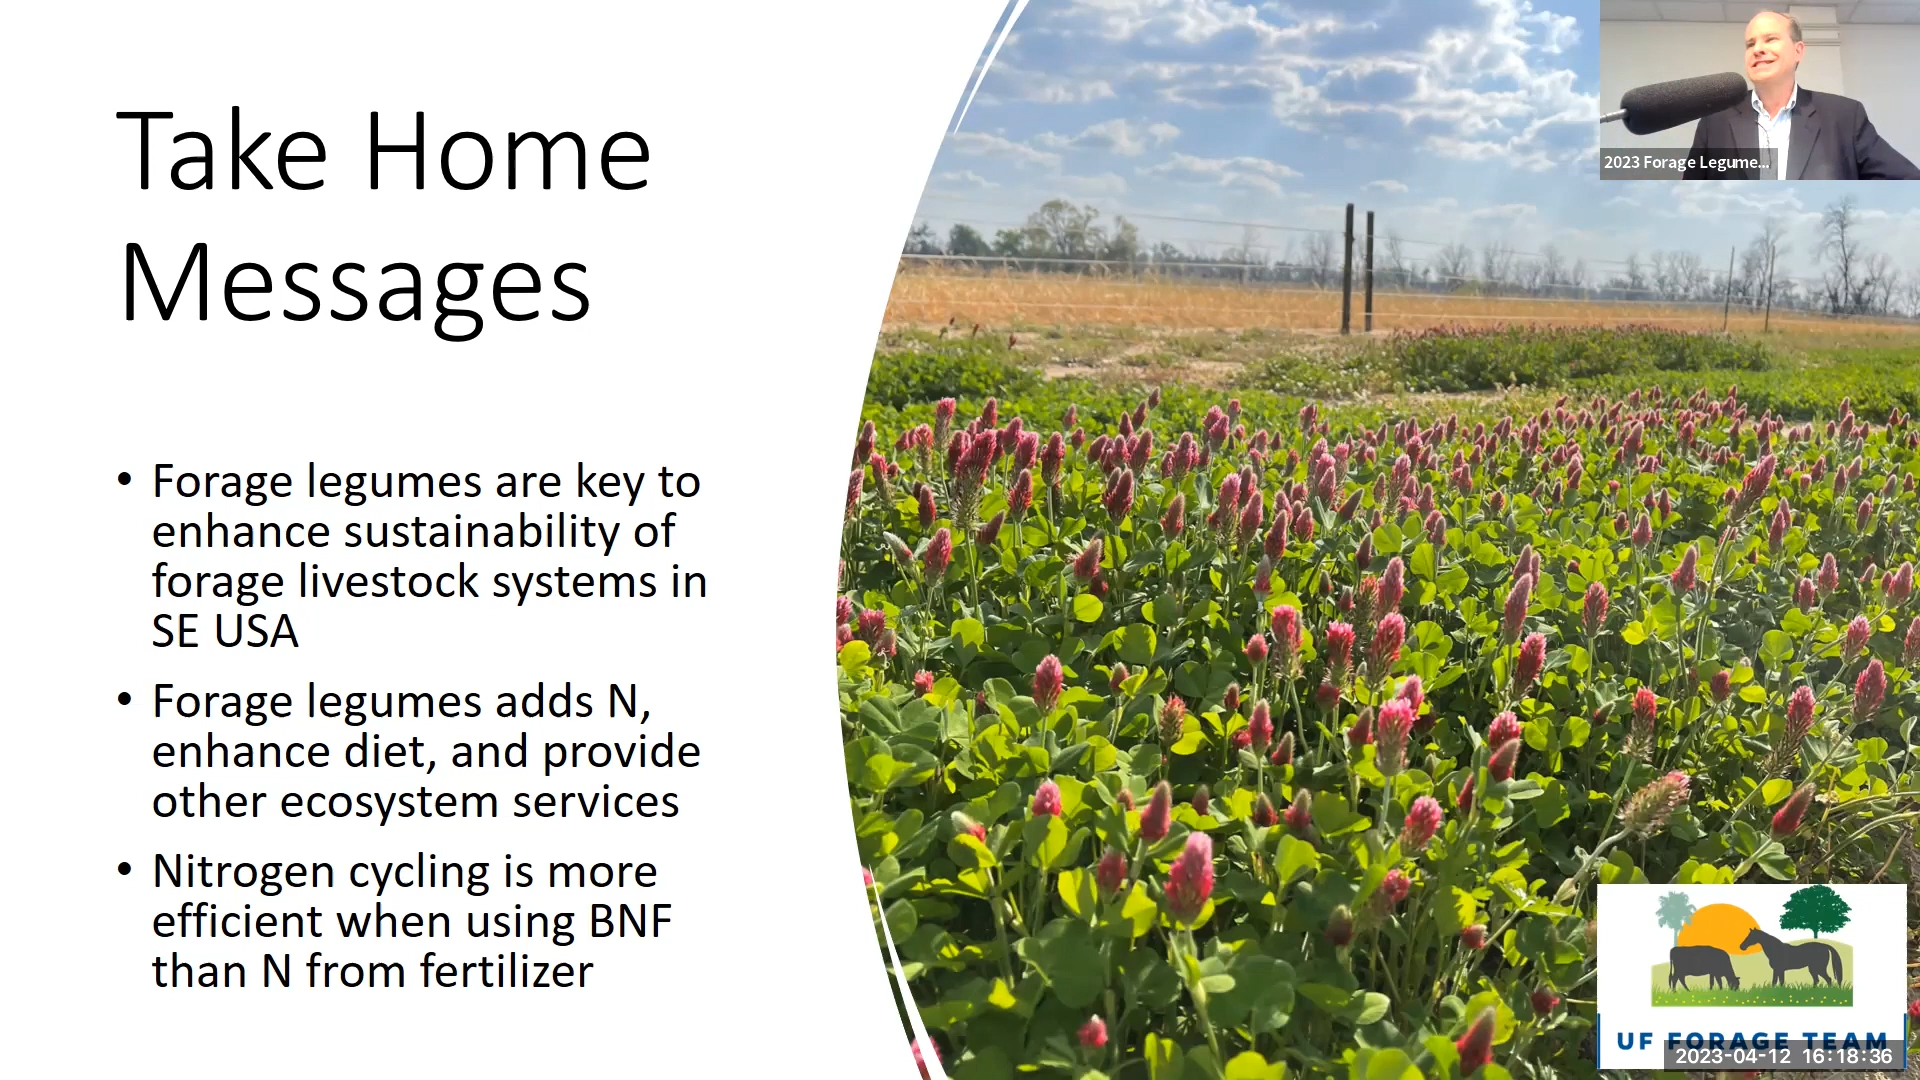 Take Home
Messages
• Forage legumes are key to
enhance sustainability of
forage livestock systems in
SE USA
• Forage legumes adds N,
enhance diet, and provide
other ecosystem services
• Nitrogen cycling is more
efficient when using BNF
than N from fertilizer
2023 Forage Legume...
UF FORAGE TEAM
2023-04-12 16:18:36